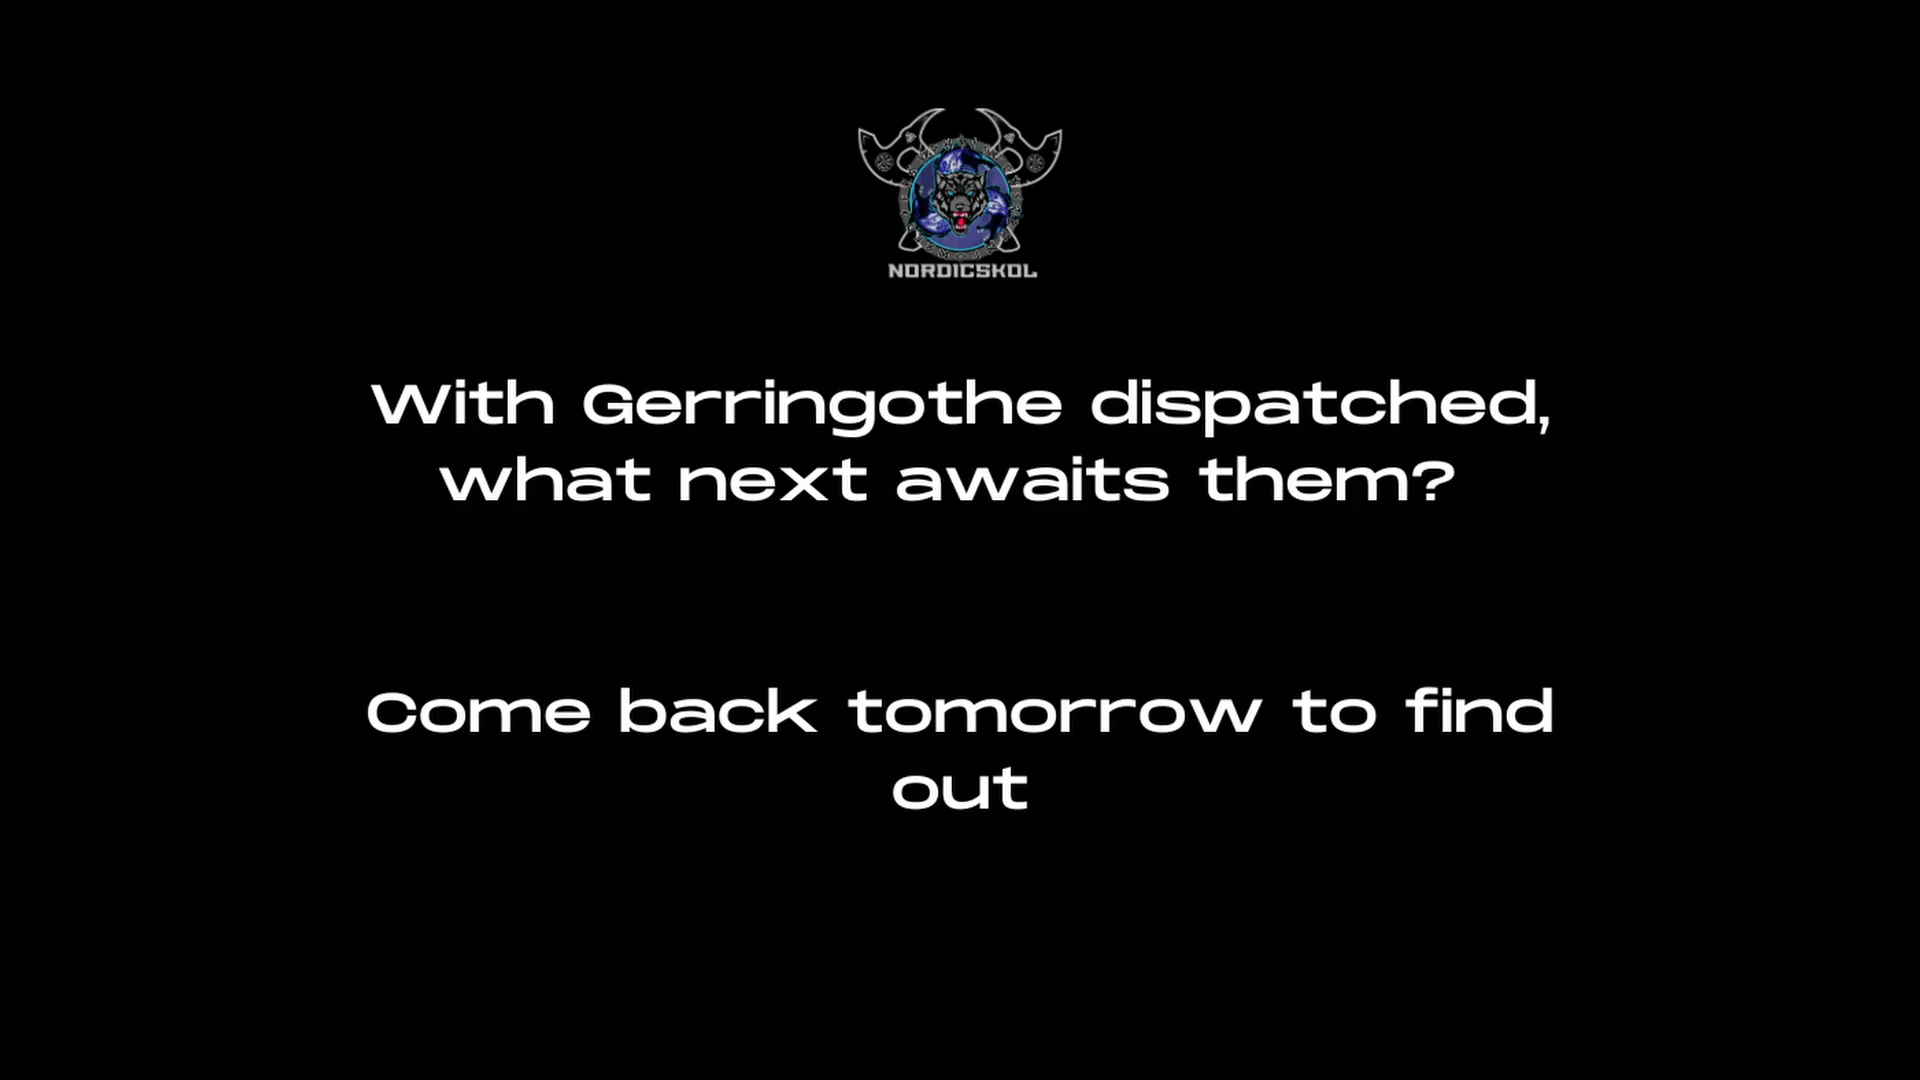 NORDICSKOL
With Gerringothe dispatched,
what next awaits them?
Come back tomorrow to find
out